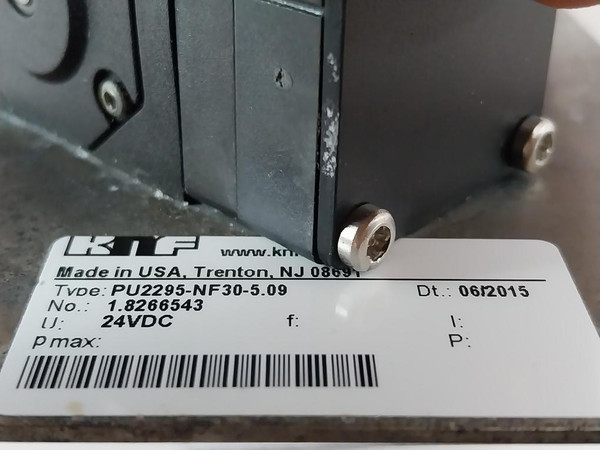 KNF www.kn
Made in USA, Trenton, NJ 08691
Type: PU2295-NF30-5.09 Dt.: 06/2015
No.: 1.8266543
U: 24VDC f: I:
p max: P: